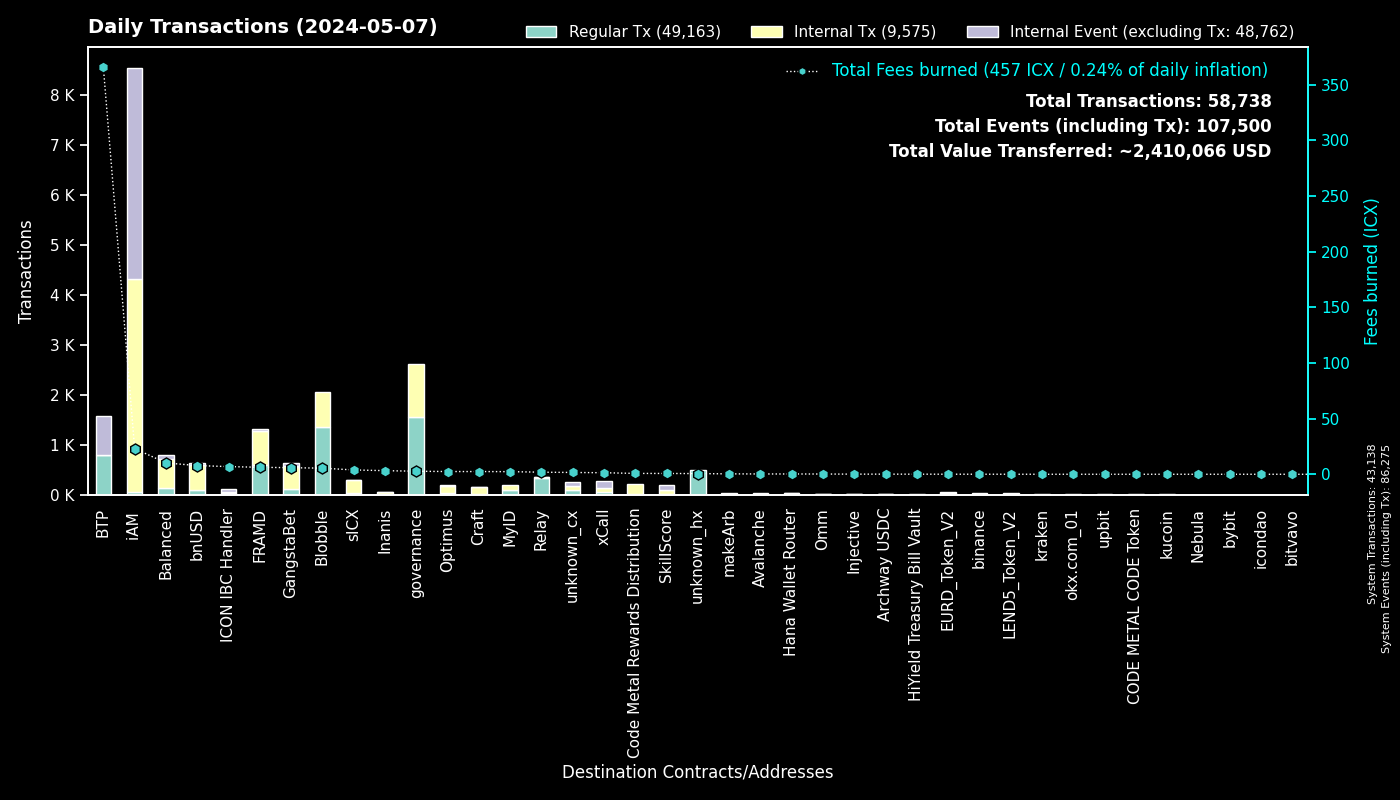 Daily Transactions (2024-05-07)
Regular Tx (49,163)
Internal Tx (9,575)
Internal Event (excluding Tx: 48,762)
Total Fees burned (457 ICX / 0.24% of daily inflation)
Total Transactions: 58,738
Total Events (including Tx): 107,500
Total Value Transferred: ~2,410,066 USD
Transactions
8 K
7 K
6 K
5 K
4 K
3 K
2 K
1 K
0 K
350
300
250
200
150
100
50
0
Fees burned (ICX)
System Transactions: 43,138
System Events (including Tx): 86,275
BTP
iAM
Balanced
bnUSD
ICON IBC Handler
FRAMD
GangstaBet
Blobble
sICX
Inanis
governance
Optimus
Craft
MyID
Relay
unknown_cx
xCall
Code Metal Rewards Distribution
SkillScore
unknown_hx
makeArb
Avalanche
Hana Wallet Router
Omm
Injective
Archway USDC
HiYield Treasury Bill Vault
EURD_Token_V2
binance
LEND5_Token_V2
kraken
okx.com_01
upbit
CODE METAL CODE Token
kucoin
Nebula
bybit
icondao
bitvavo
Destination Contracts/Addresses